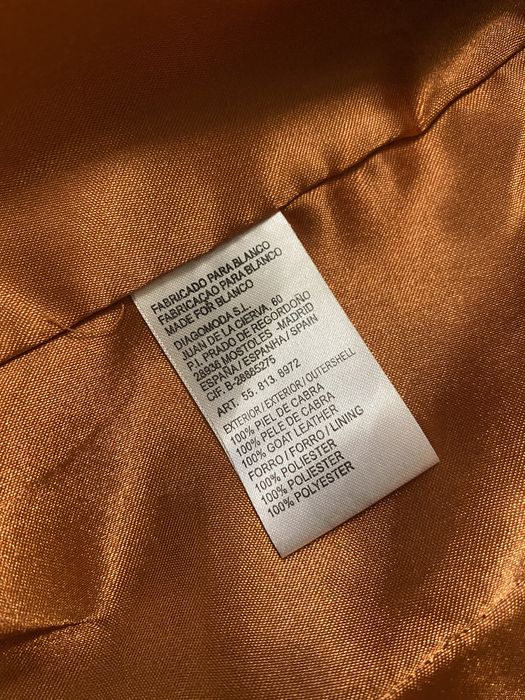 FABRICADO PARA BLANCO
FABRICAÇAO PARA BLANCO
MADE FOR BLANCO
DIAGOMODA S.L.
JUAN DE LA CIERVA, 60
P.I. PRADO DE REGORDOÑO
28936 MOSTOLES - MADRID
ESPAÑA / ESPANHA / SPAIN
CIF: B-28885275
ART. 55. 813. 8972
EXTERIOR / EXTERIOR / OUTERSHELL
100% PIEL DE CABRA
100% PELE DE CABRA
100% GOAT LEATHER
FORRO / FORRO / LINING
100% POLIESTER
100% POLIESTER
100% POLYESTER